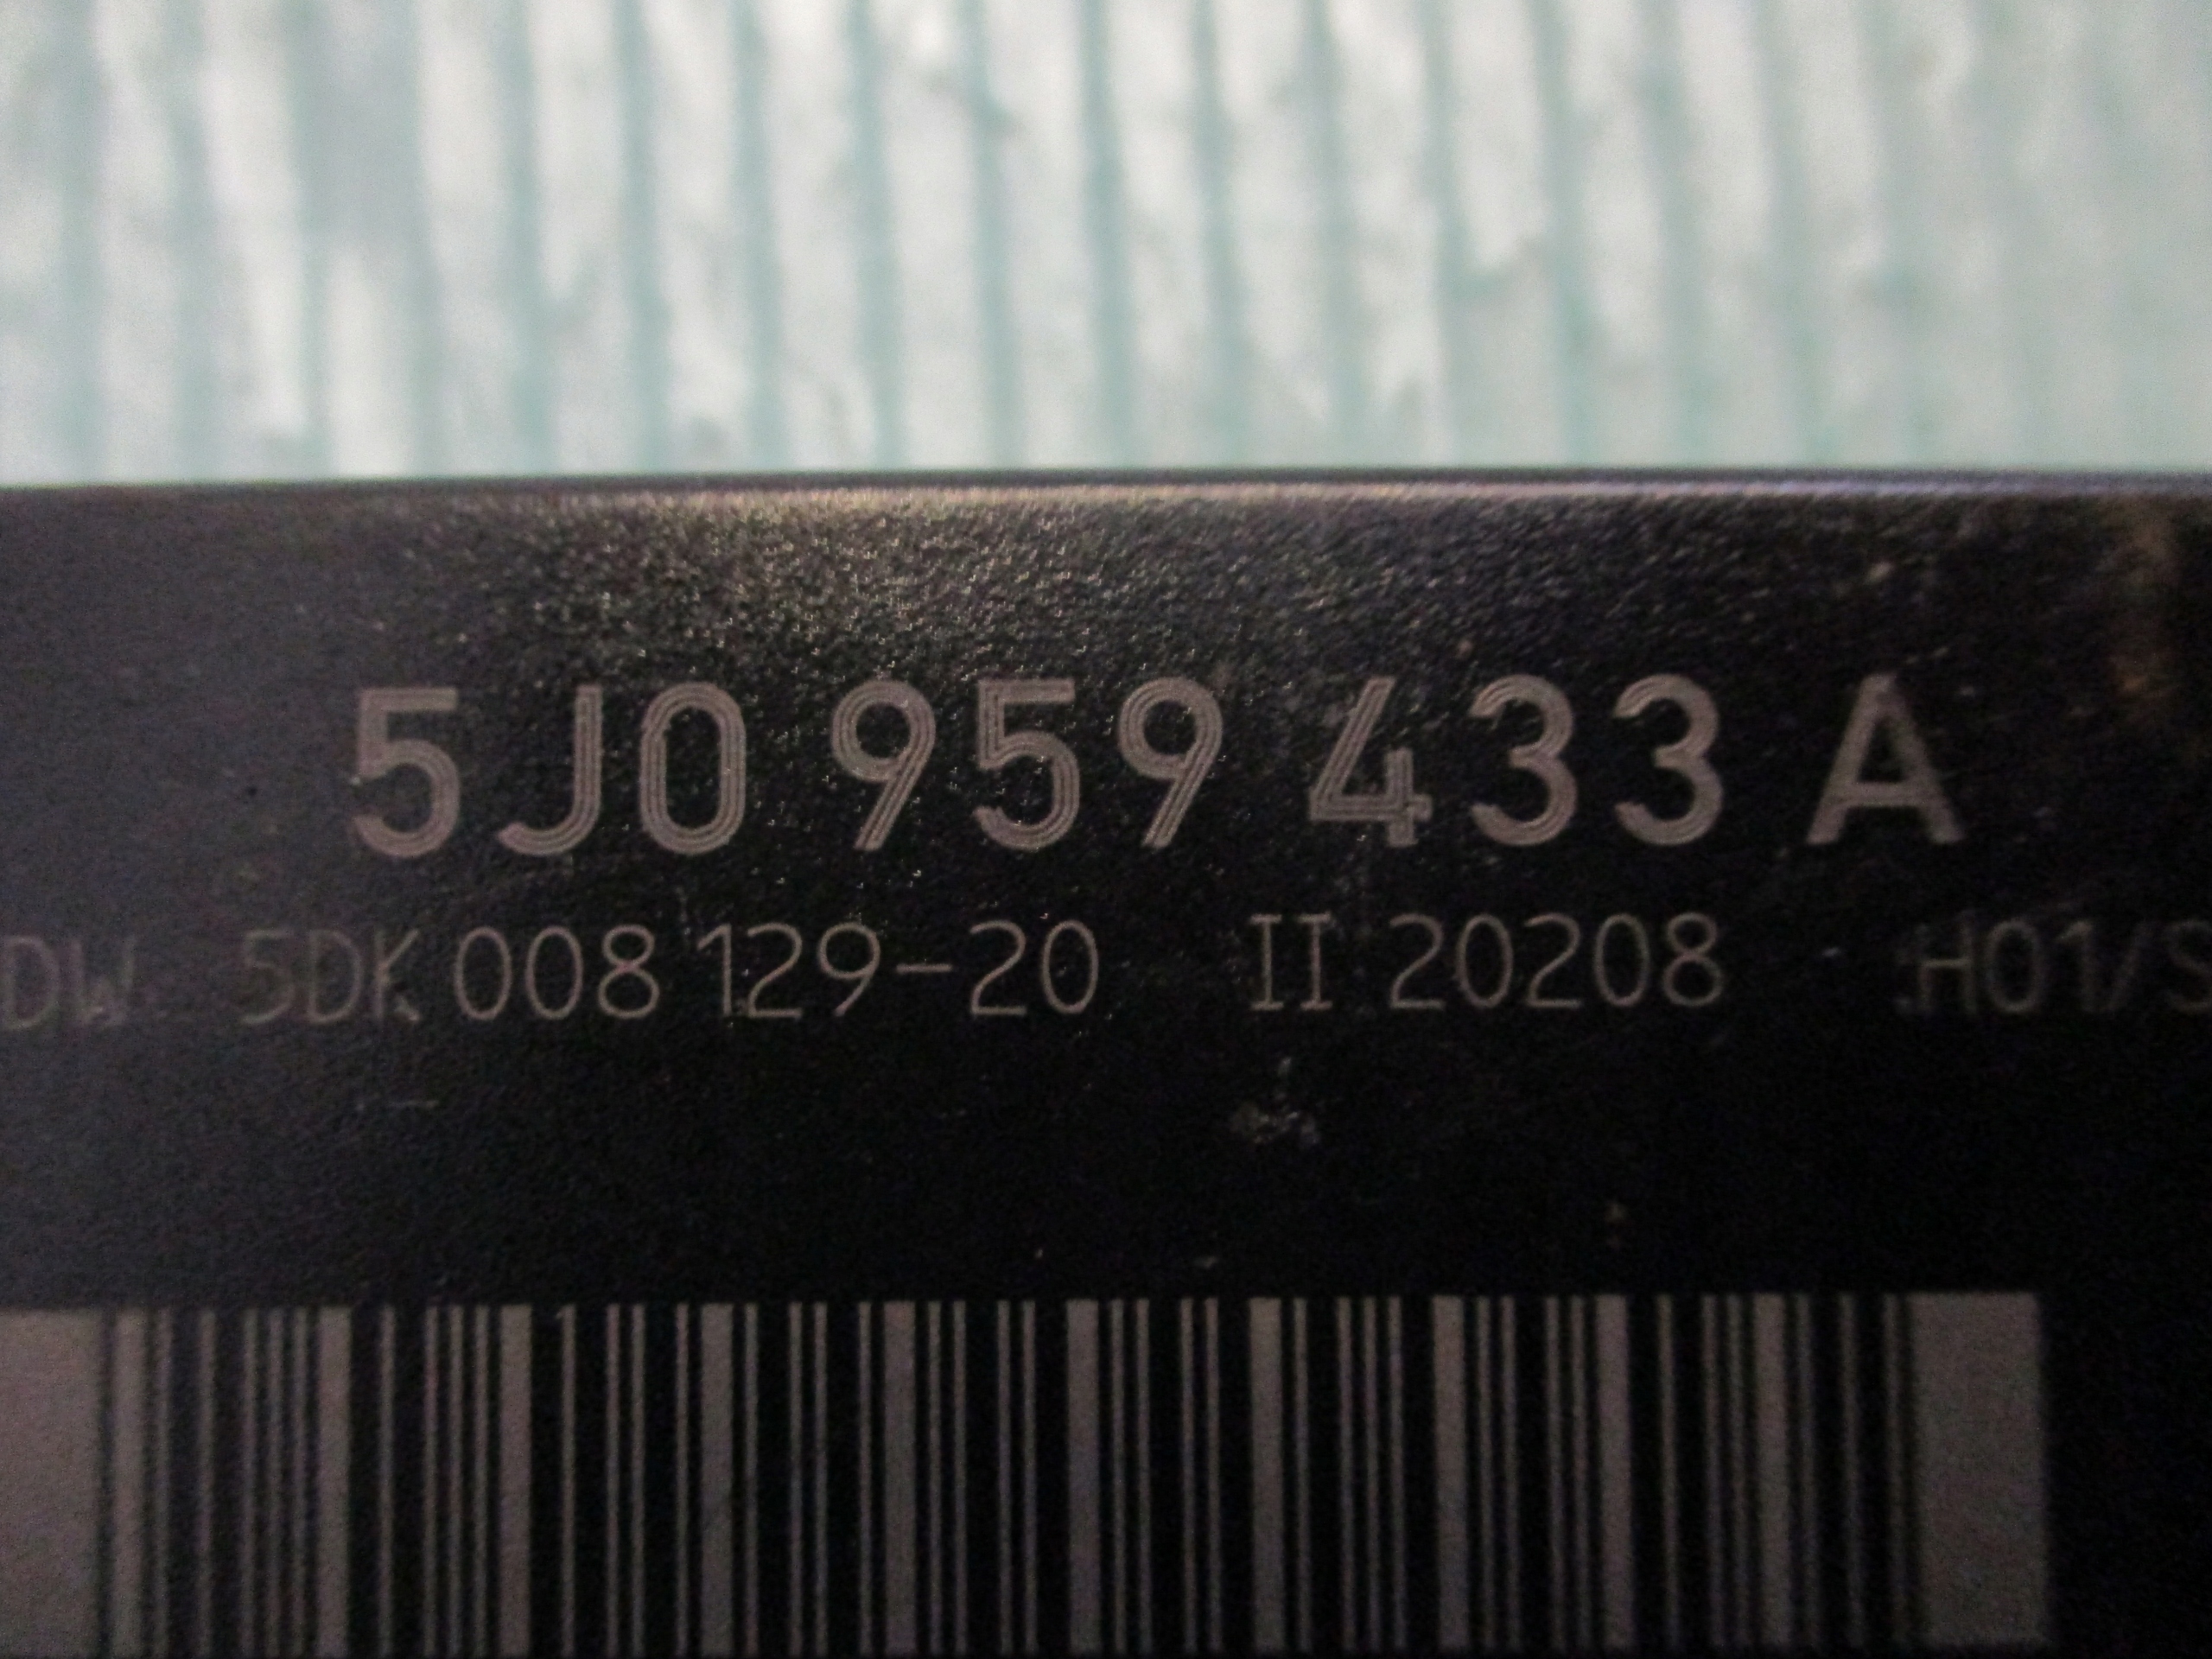 5J0 959 433 A
DW 5DK 008 129-20 II 20208 H01/S